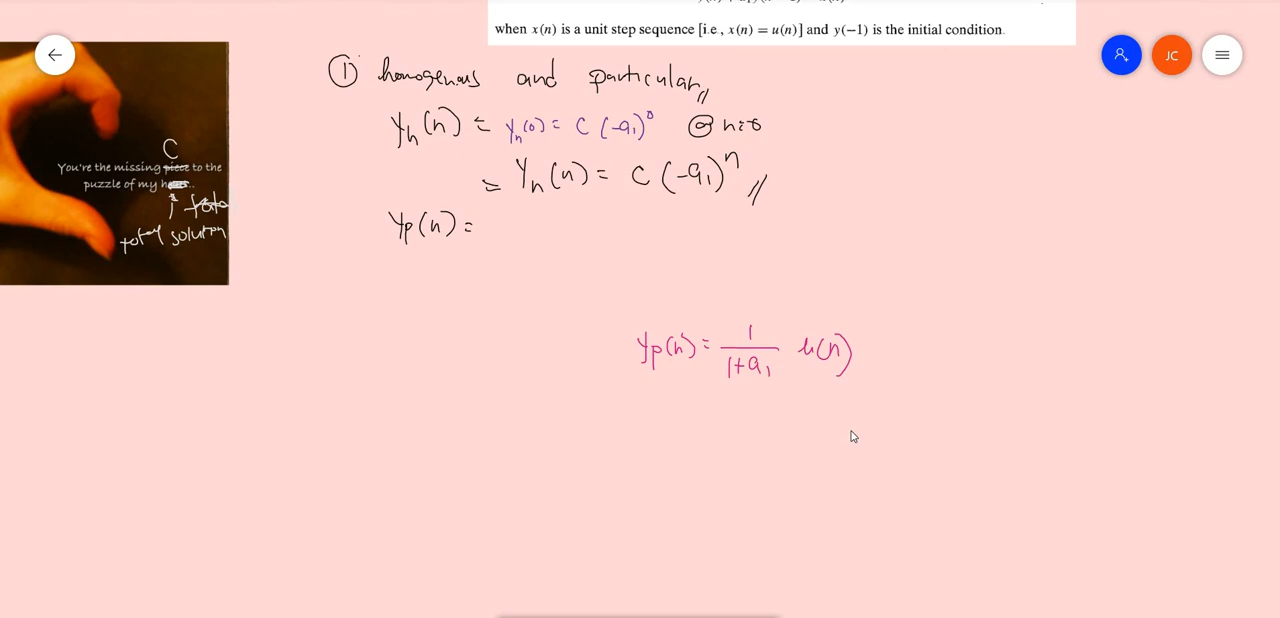 when x(n) is a unit step sequence [i.e., x(n) = u(n)] and y(−1) is the initial condition.
JC
① homogenous and particular //
yh(n) = yh(0) = C (-a₁)⁰ @ n=0
= yh(n) = C (-a₁)ⁿ //
C
You're the missing piece to the
puzzle of my
total solution
yp(n) =
yp(n) = 1/(1+a₁) u(n)